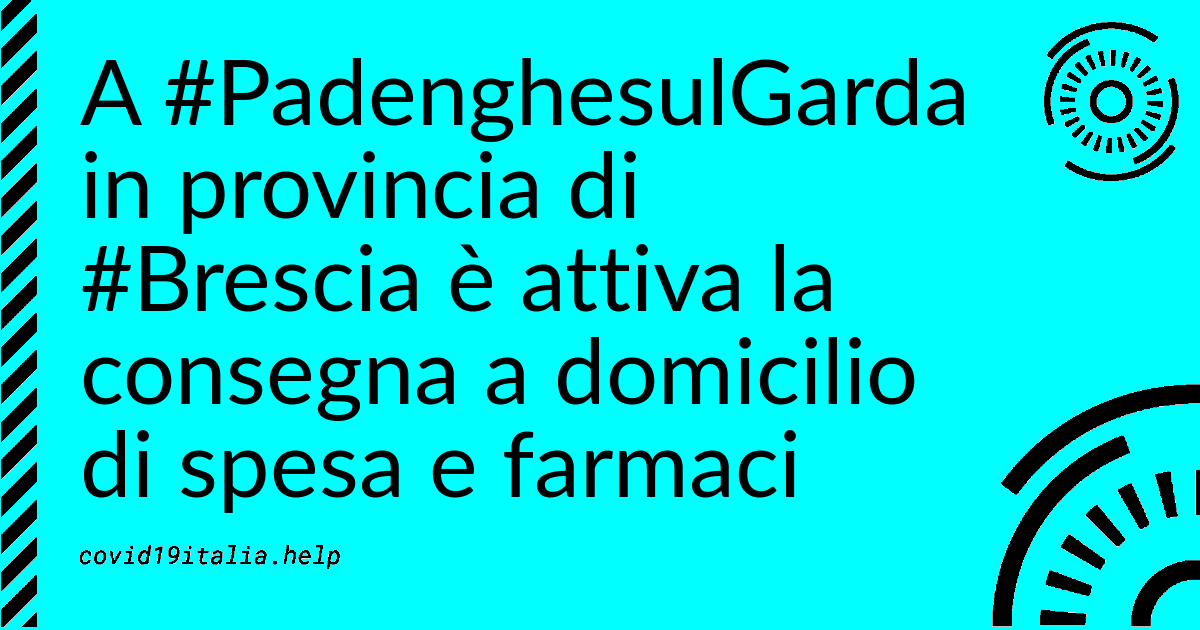 A #PadenghesulGarda
in provincia di
#Brescia è attiva la
consegna a domicilio
di spesa e farmaci
covid19italia.help